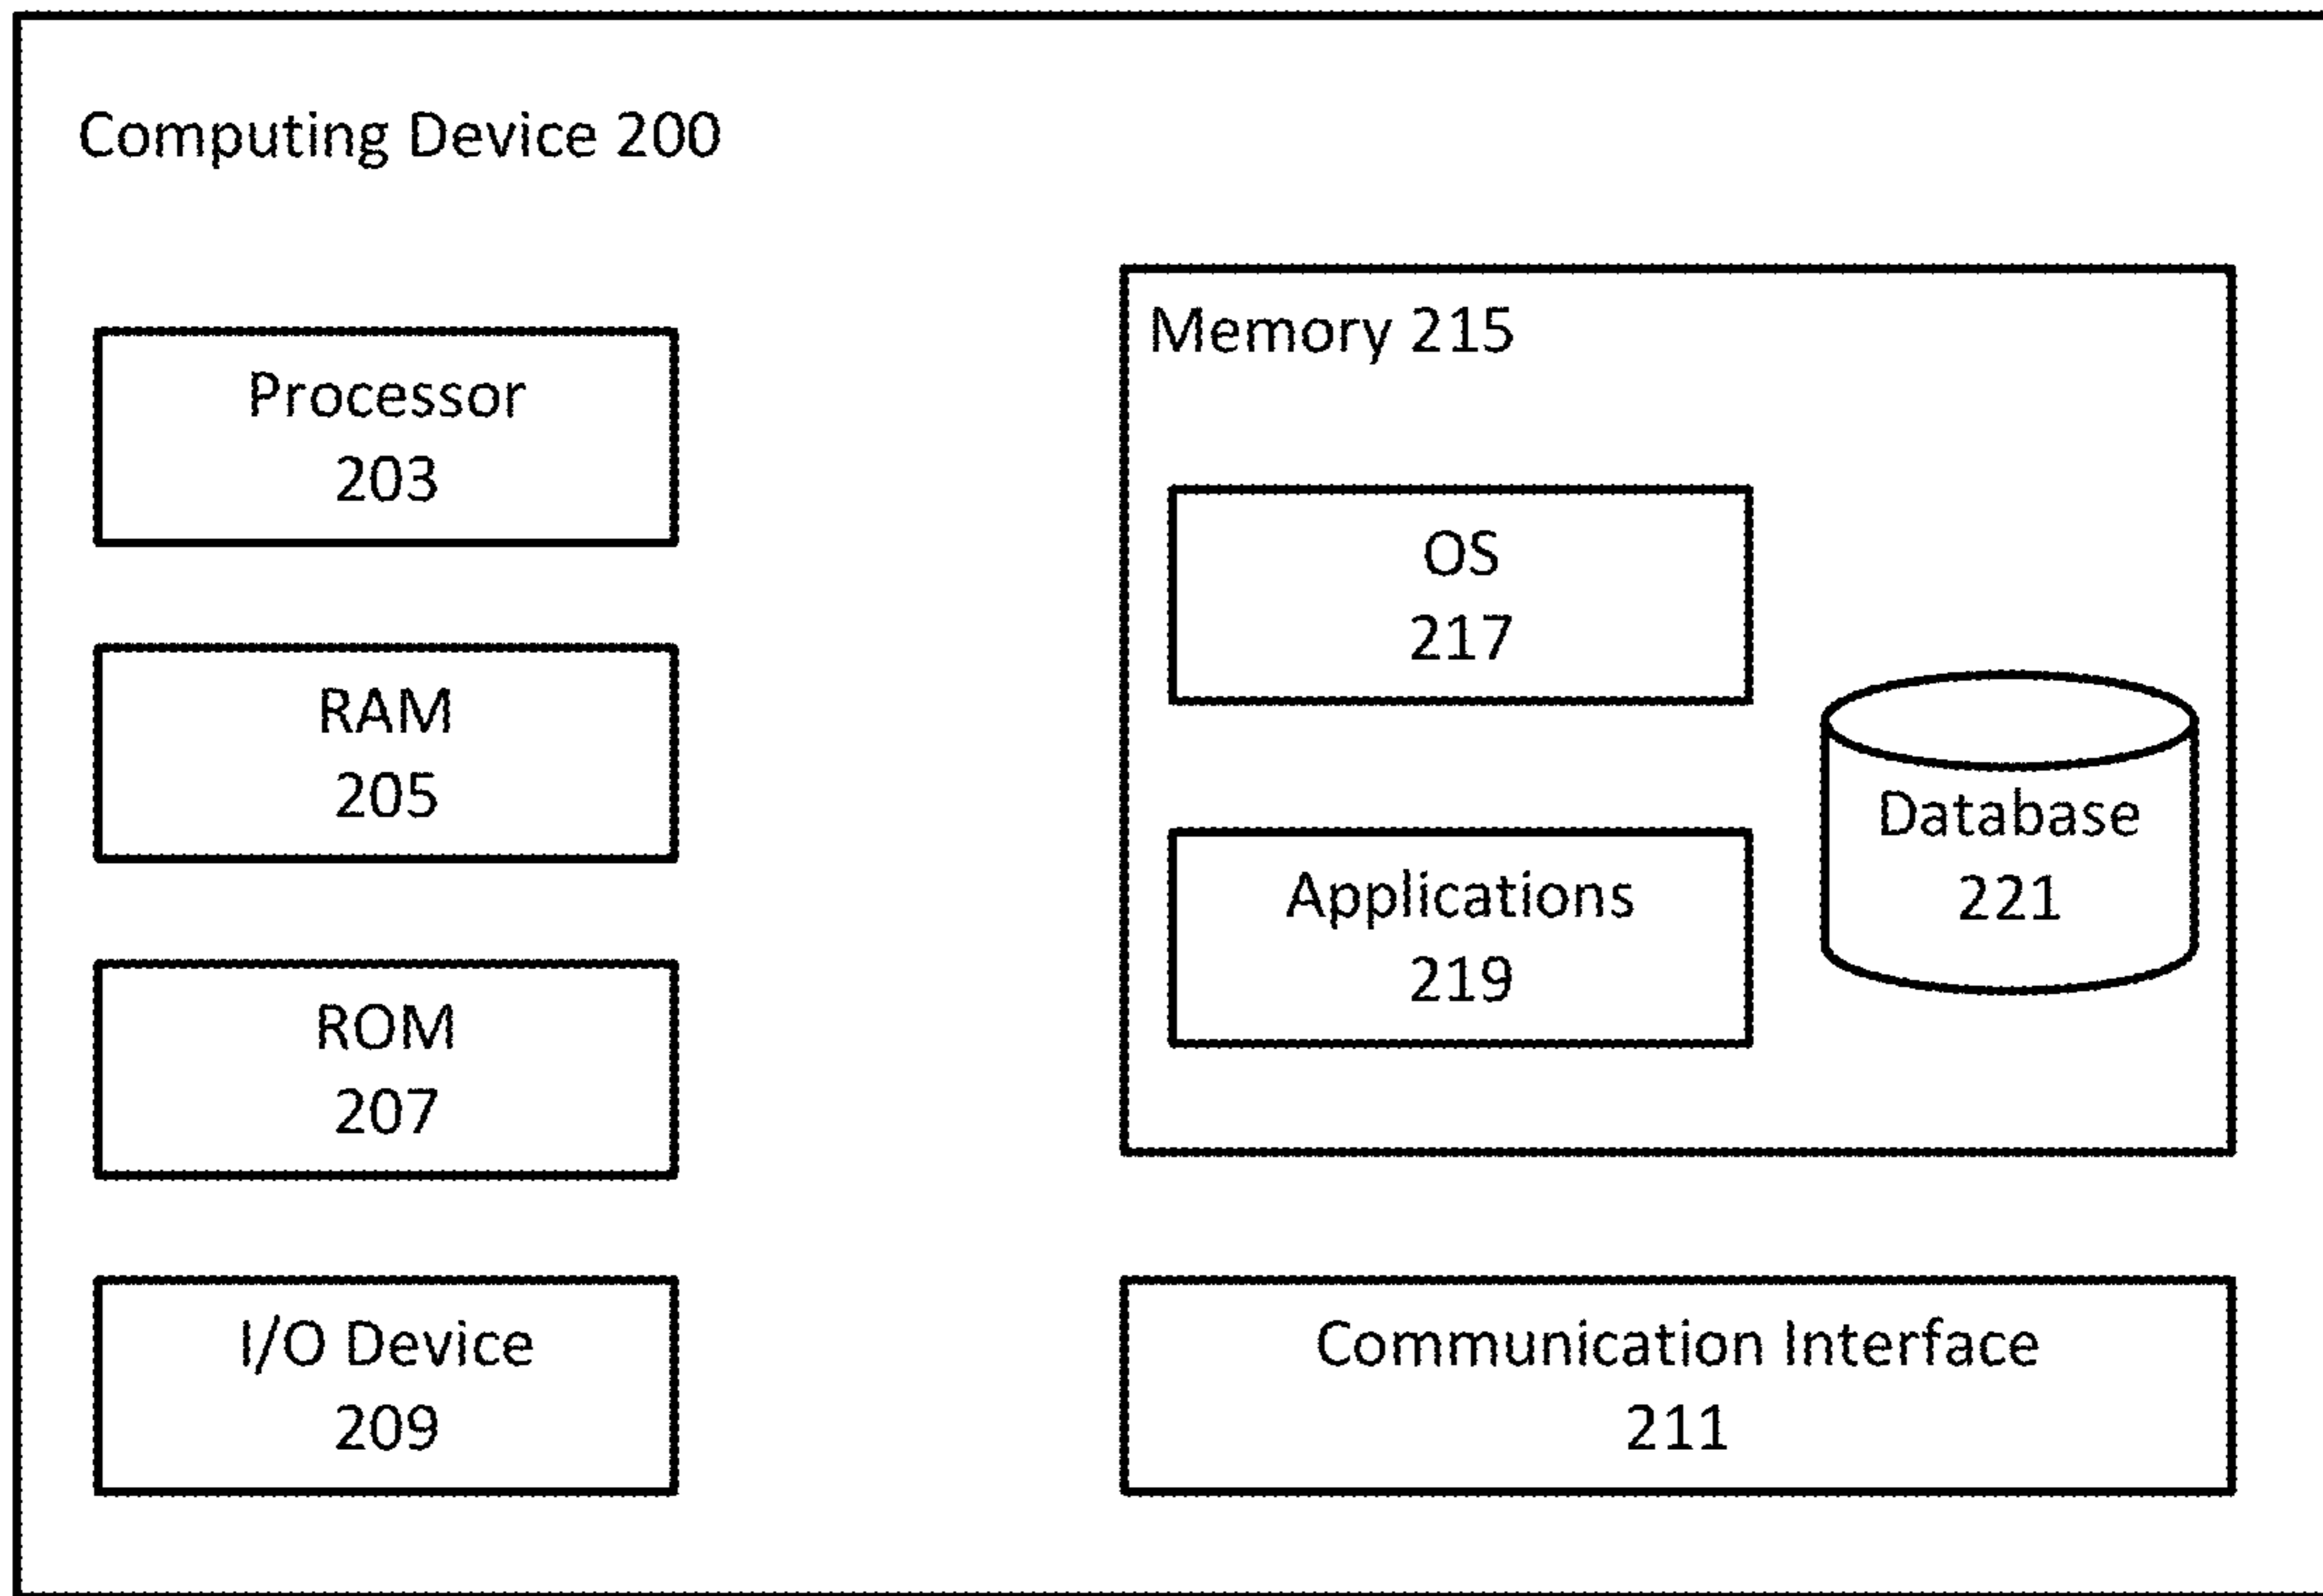 Computing Device 200
Processor
203
RAM
205
ROM
207
I/O Device
209
Memory 215
OS
217
Applications
219
Database
221
Communication Interface
211